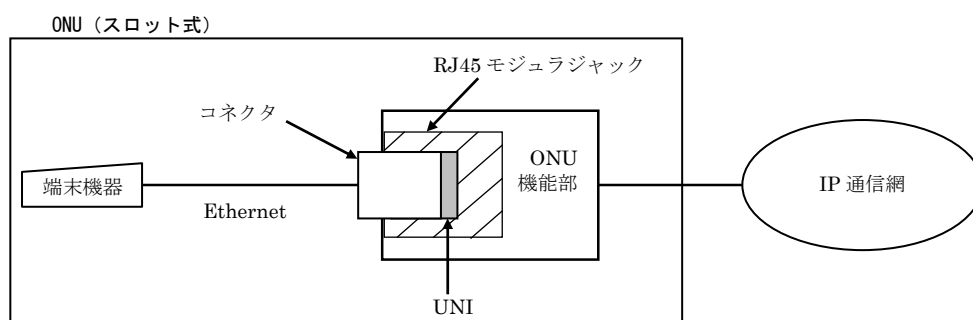 ONU（スロット式）
RJ45 モジュラジャック
コネクタ
端末機器
Ethernet
ONU
機能部
IP 通信網
UNI